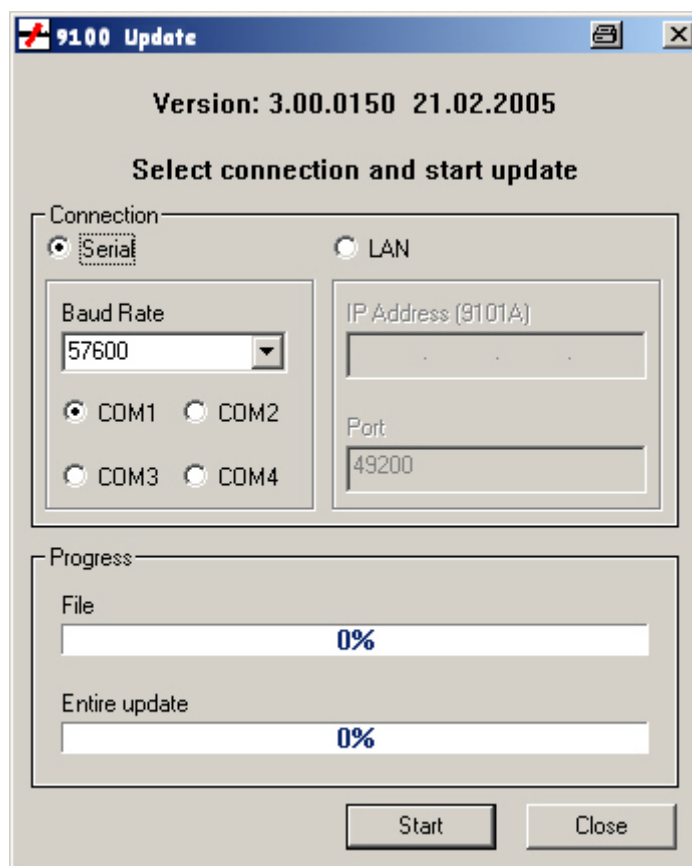 9100 Update
Version: 3.00.0150 21.02.2005
Select connection and start update
Connection
Serial
LAN
Baud Rate
57600
COM1 COM2
COM3 COM4
IP Address (9101A)
. . .
Port
49200
Progress
File
0%
Entire update
0%
Start Close